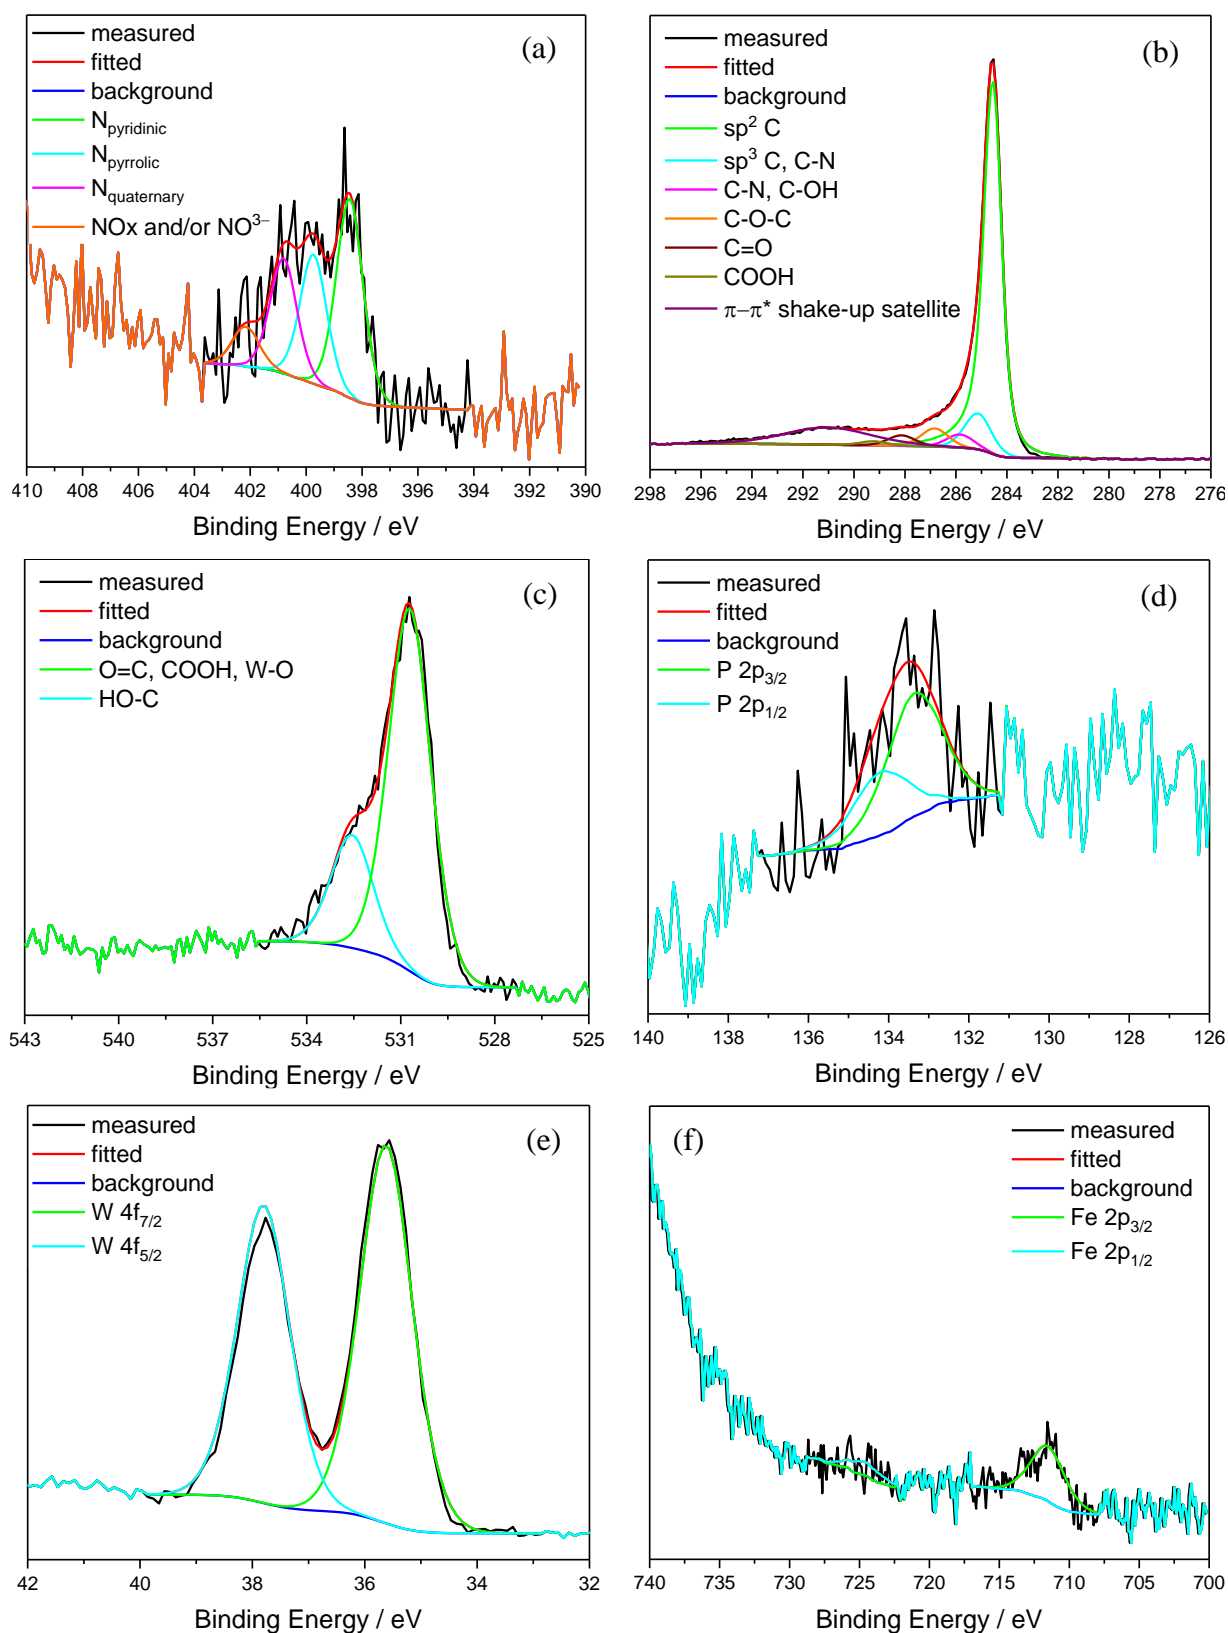 measured
fitted
background
N_pyridinic
N_pyrrolic
N_quaternary
NOx and/or NO³⁻
(a)
410 408 406 404 402 400 398 396 394 392 390
Binding Energy / eV
measured
fitted
background
sp² C
sp³ C, C-N
C-N, C-OH
C-O-C
C=O
COOH
π−π* shake-up satellite
(b)
298 296 294 292 290 288 286 284 282 280 278 276
Binding Energy / eV
measured
fitted
background
O=C, COOH, W-O
HO-C
(c)
543 540 537 534 531 528 525
Binding Energy / eV
measured
fitted
background
P 2p₃/₂
P 2p₁/₂
(d)
140 138 136 134 132 130 128 126
Binding Energy / eV
measured
fitted
background
W 4f₇/₂
W 4f₅/₂
(e)
42 40 38 36 34 32
Binding Energy / eV
measured
fitted
background
Fe 2p₃/₂
Fe 2p₁/₂
(f)
740 735 730 725 720 715 710 705 700
Binding Energy / eV